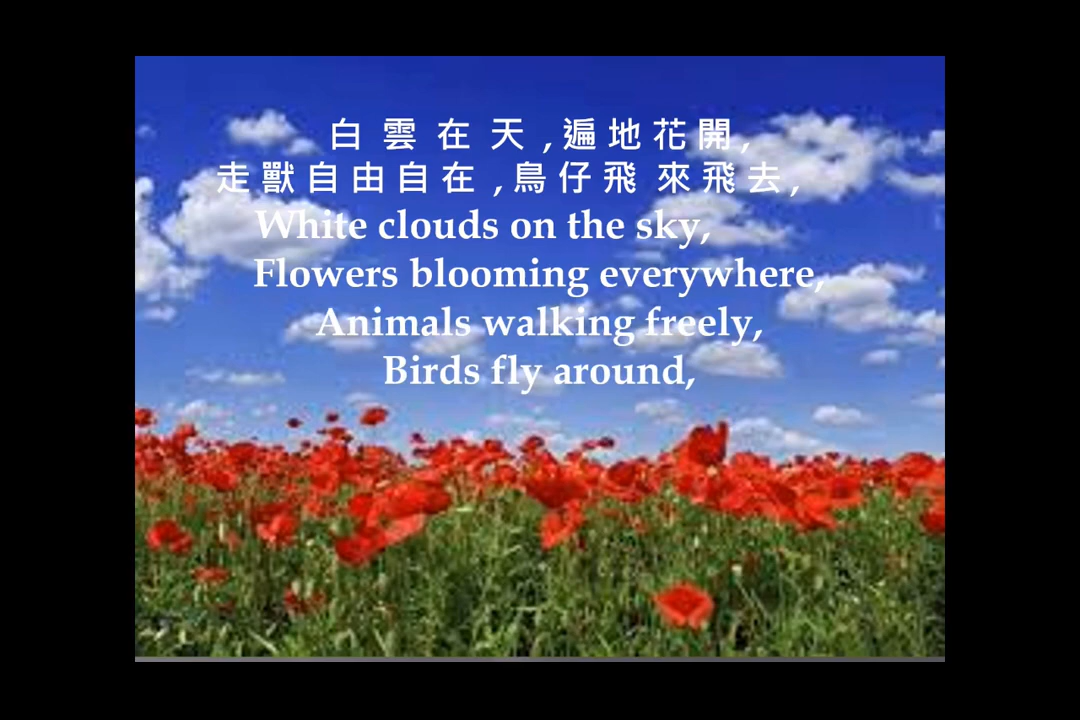 白雲在天,遍地花開,
走獸自由自在,鳥仔飛來飛去,
White clouds on the sky,
Flowers blooming everywhere,
Animals walking freely,
Birds fly around,